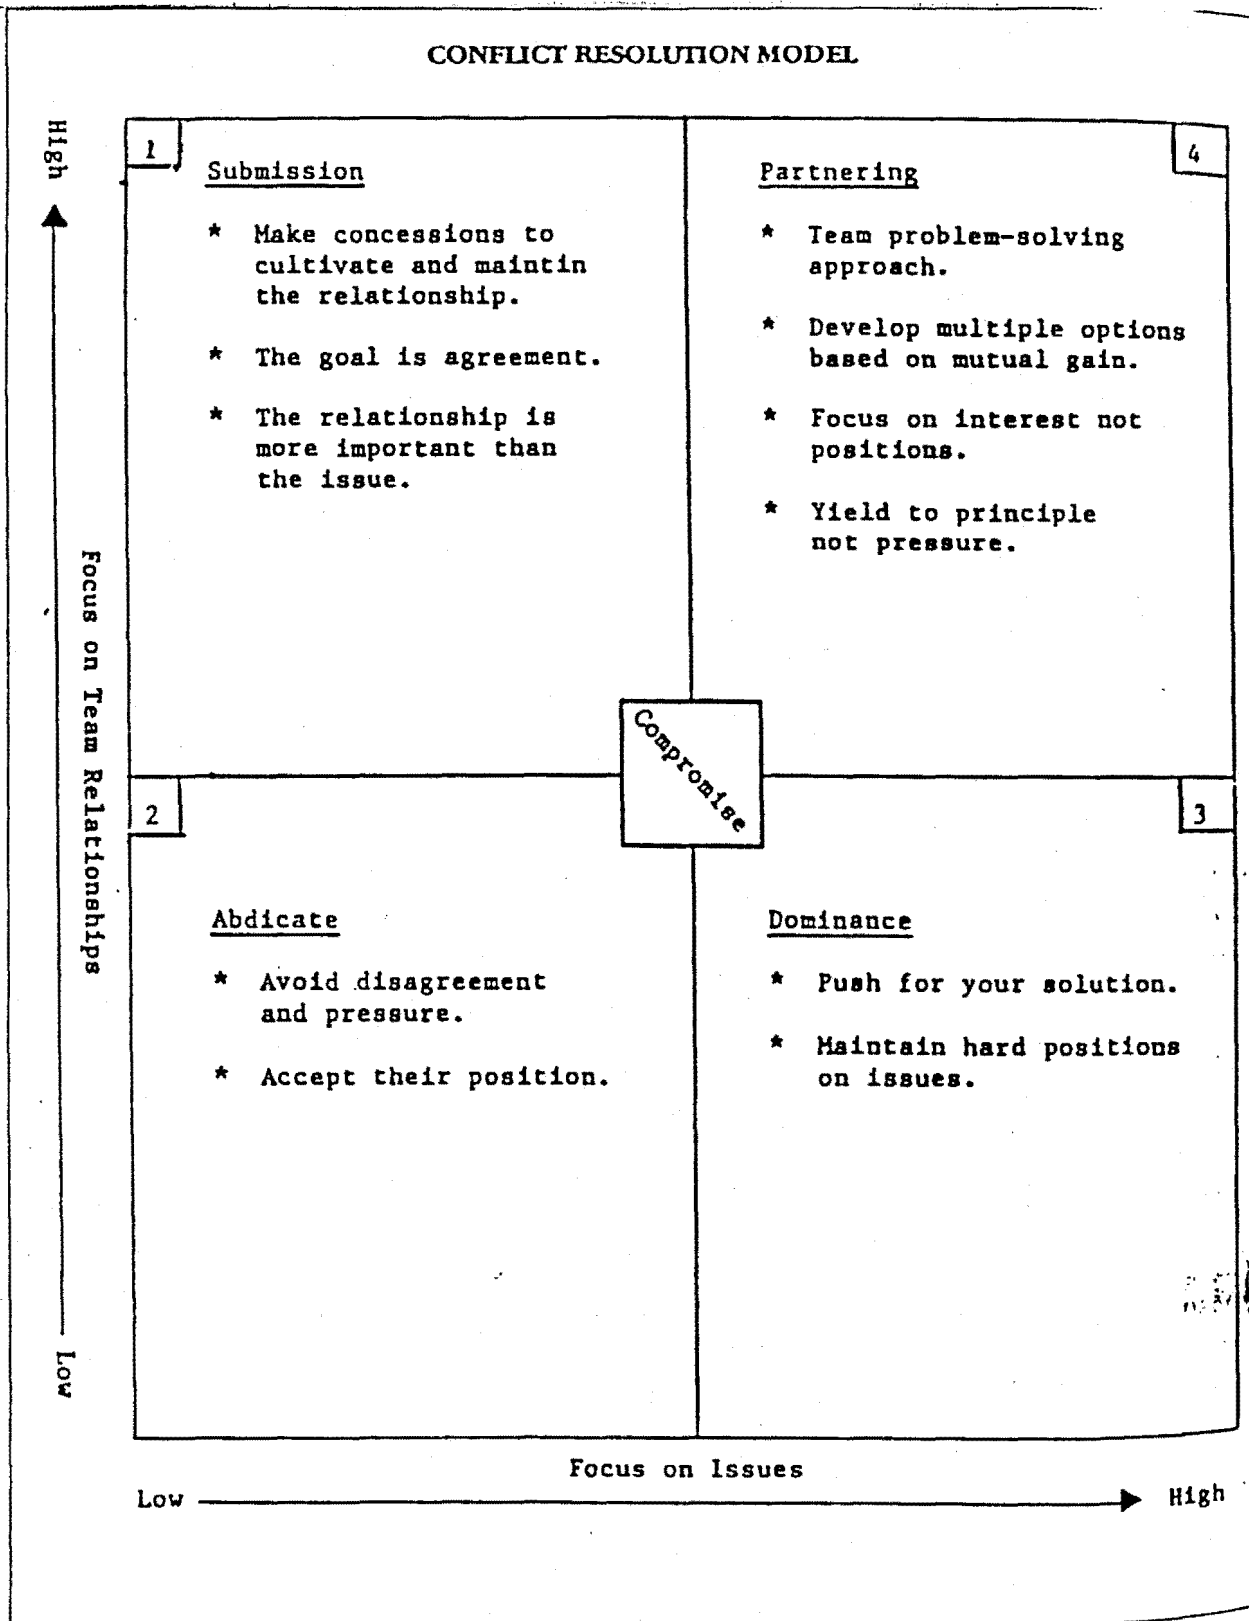 CONFLICT RESOLUTION MODEL
High
Focus on Team Relationships
Low
1
Submission
* Make concessions to
cultivate and maintin
the relationship.
* The goal is agreement.
* The relationship is
more important than
the issue.
4
Partnering
* Team problem-solving
approach.
* Develop multiple options
based on mutual gain.
* Focus on interest not
positions.
* Yield to principle
not pressure.
Compromise
2
Abdicate
* Avoid disagreement
and pressure.
* Accept their position.
3
Dominance
* Push for your solution.
* Maintain hard positions
on issues.
Focus on Issues
Low
High